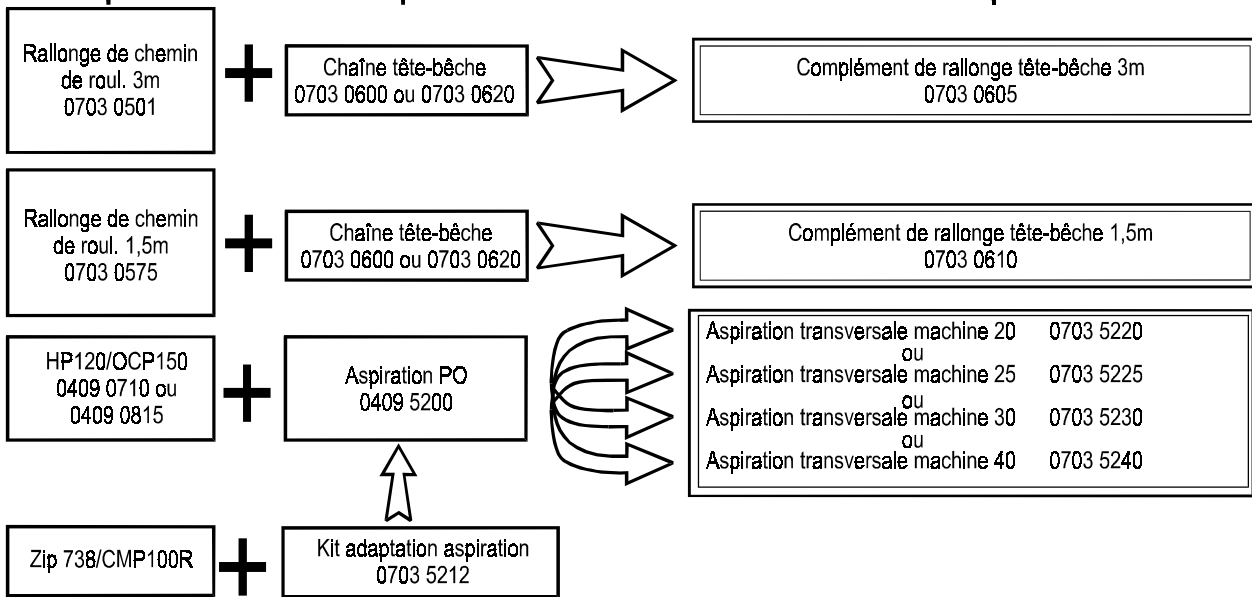 Rallonge de chemin
de roul. 3m
0703 0501
+
Chaîne tête-bêche
0703 0600 ou 0703 0620
Complément de rallonge tête-bêche 3m
0703 0605
Rallonge de chemin
de roul. 1,5m
0703 0575
+
Chaîne tête-bêche
0703 0600 ou 0703 0620
Complément de rallonge tête-bêche 1,5m
0703 0610
HP120/OCP150
0409 0710 ou
0409 0815
+
Aspiration PO
0409 5200
Aspiration transversale machine 20 0703 5220
ou
Aspiration transversale machine 25 0703 5225
ou
Aspiration transversale machine 30 0703 5230
ou
Aspiration transversale machine 40 0703 5240
Zip 738/CMP100R
+
Kit adaptation aspiration
0703 5212